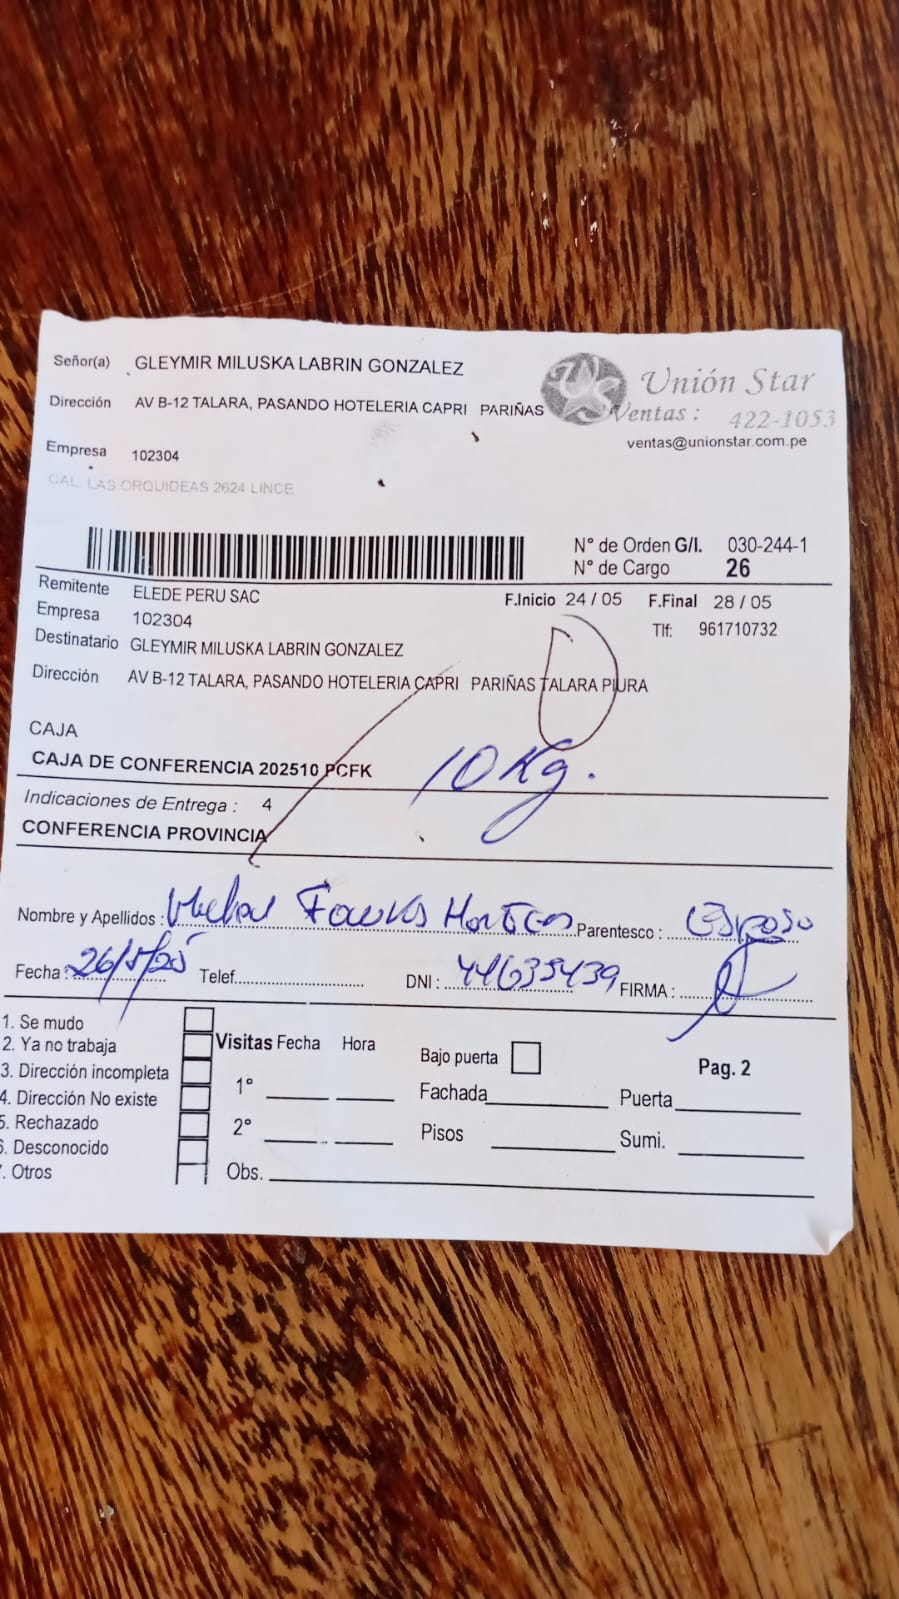 Señor(a) GLEYMIR MILUSKA LABRIN GONZALEZ
Unión Star
Dirección AV B-12 TALARA, PASANDO HOTELERIA CAPRI PARIÑAS
Ventas : 422-1053
ventas@unionstar.com.pe
Empresa 102304
CAL. LAS ORQUIDEAS 2624 LINCE
N° de Orden G/I. 030-244-1
N° de Cargo 26
Remitente ELEDE PERU SAC
F.Inicio 24 / 05 F.Final 28 / 05
Empresa 102304
Tlf: 961710732
Destinatario GLEYMIR MILUSKA LABRIN GONZALEZ
Dirección AV B-12 TALARA, PASANDO HOTELERIA CAPRI PARIÑAS TALARA PIURA
CAJA
CAJA DE CONFERENCIA 202510 PCFK
10 Kg.
Indicaciones de Entrega : 4
CONFERENCIA PROVINCIA
Nombre y Apellidos : Parentesco : Esposo
Fecha : 26/5/25 Telef. DNI : 44635439 FIRMA :
1. Se mudo
2. Ya no trabaja
3. Dirección incompleta
4. Dirección No existe
5. Rechazado
6. Desconocido
7. Otros
Visitas Fecha Hora
1°
2°
Obs.
Bajo puerta
Fachada
Pisos
Pag. 2
Puerta
Sumi.